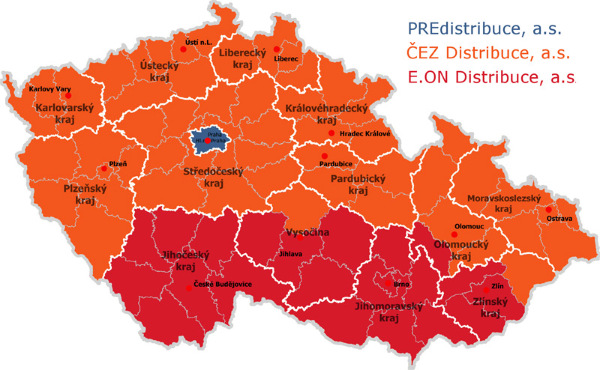 PREdistribuce, a.s.
ČEZ Distribuce, a.s.
E.ON Distribuce, a.s
Ústí n.L.
Ústecký
kraj
Liberecký
kraj
Liberec
Karlovy Vary
Karlovarský
kraj
Královéhradecký
kraj
Hradec Králové
Praha
Plzeň
Plzeňský
kraj
Středočeský
kraj
Pardubice
Pardubický
kraj
Moravskoslezský
kraj
Ostrava
Olomouc
Olomoucký
kraj
Vysočina
Jihlava
Jihočeský
kraj
České Budějovice
Brno
Jihomoravský
kraj
Zlín
Zlínský
kraj